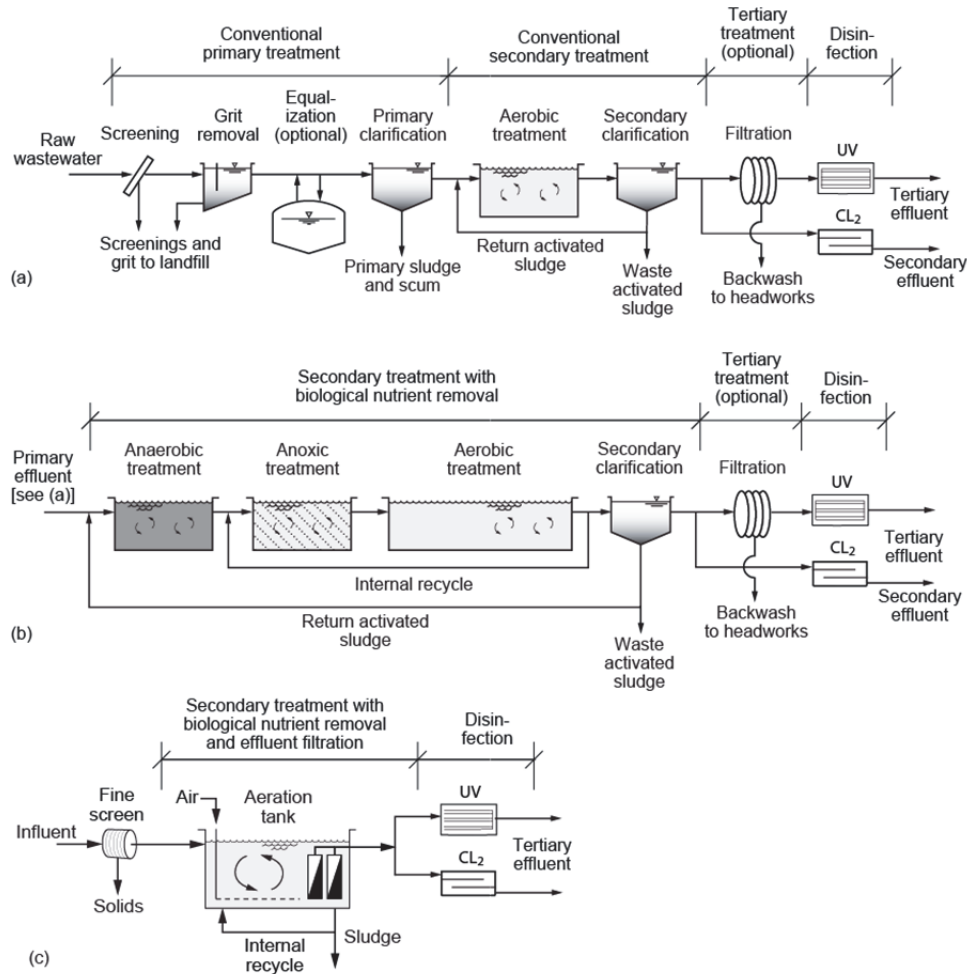 Conventional
primary treatment
Conventional
secondary treatment
Tertiary
treatment
(optional)
Disin-
fection
Raw
wastewater
Screening
Grit
removal
Equal-
ization
(optional)
Primary
clarification
Aerobic
treatment
Secondary
clarification
Filtration
UV
Tertiary
effluent
CL2
Secondary
effluent
Screenings and
grit to landfill
Primary sludge
and scum
Return activated
sludge
Waste
activated
sludge
Backwash
to headworks
(a)
Secondary treatment with
biological nutrient removal
Tertiary
treatment
(optional)
Disin-
fection
Primary
effluent
[see (a)]
Anaerobic
treatment
Anoxic
treatment
Aerobic
treatment
Secondary
clarification
Filtration
UV
Tertiary
effluent
CL2
Secondary
effluent
Internal recycle
Return activated
sludge
Waste
activated
sludge
Backwash
to headworks
(b)
Secondary treatment with
biological nutrient removal
and effluent filtration
Disin-
fection
Influent
Fine
screen
Air
Aeration
tank
UV
CL2
Tertiary
effluent
Solids
Internal
recycle
Sludge
(c)